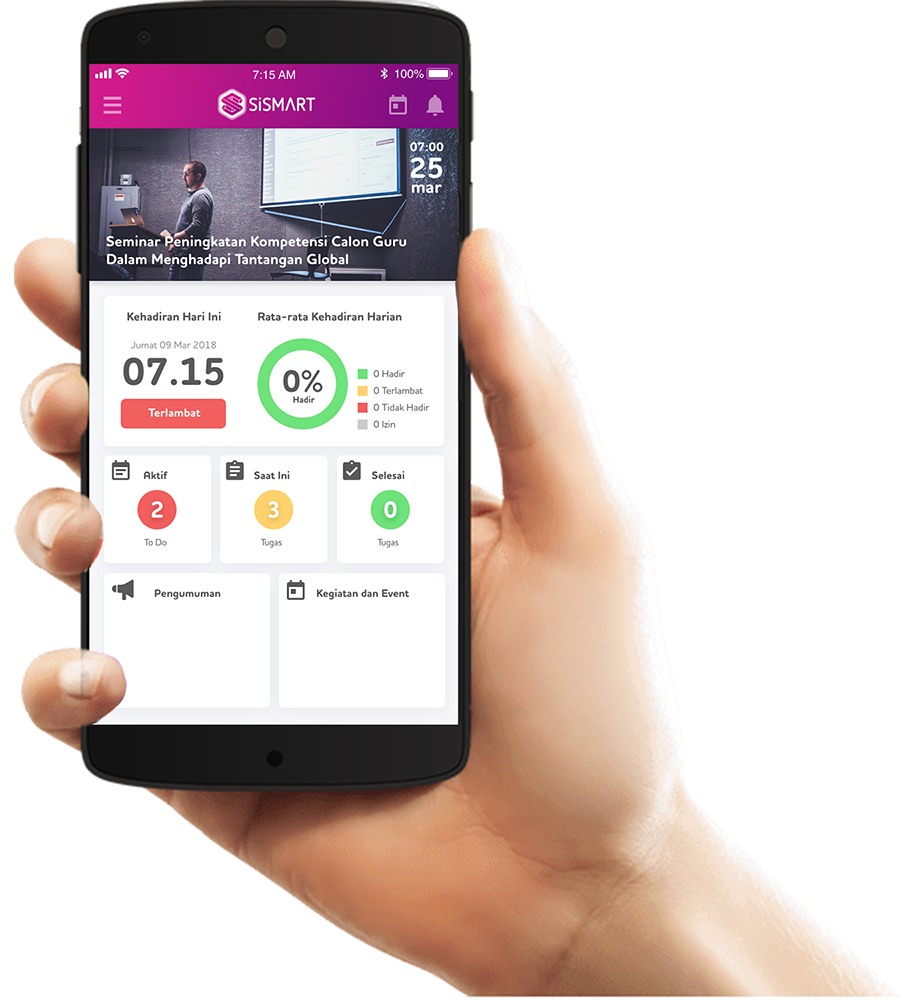 7:15 AM
100%
SiSMART
07:00
25
mar
Seminar Peningkatan Kompetensi Calon Guru
Dalam Menghadapi Tantangan Global
Kehadiran Hari Ini
Rata-rata Kehadiran Harian
Jumat 09 Mar 2018
07.15
Terlambat
0%
Hadir
0 Hadir
0 Terlambat
0 Tidak Hadir
0 Izin
Aktif
2
To Do
Saat Ini
3
Tugas
Selesai
0
Tugas
Pengumuman
Kegiatan dan Event